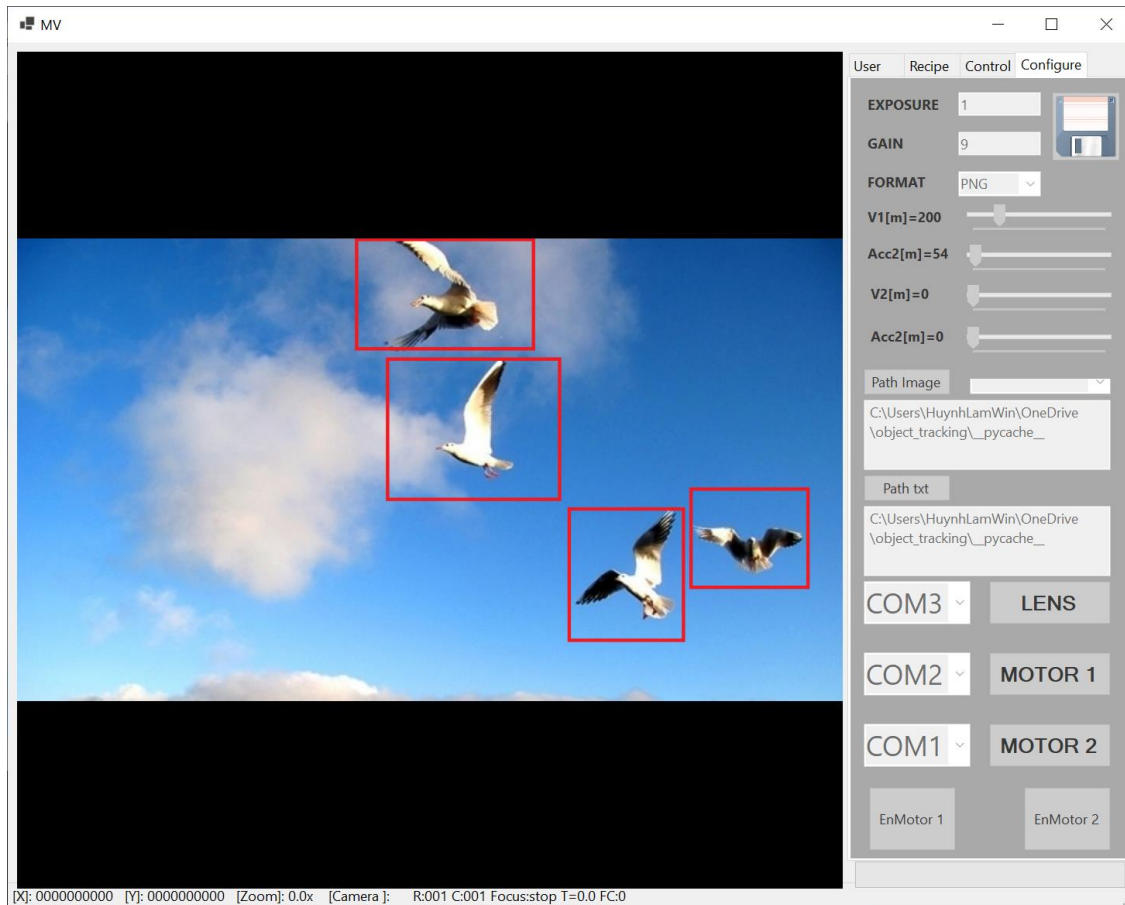 MV
User Recipe Control Configure
EXPOSURE 1
GAIN 9
FORMAT PNG
V1[m]=200
Acc2[m]=54
V2[m]=0
Acc2[m]=0
Path Image
C:\Users\HuynhLamWin\OneDrive
\object_tracking\__pycache__
Path txt
C:\Users\HuynhLamWin\OneDrive
\object_tracking\__pycache__
COM3 LENS
COM2 MOTOR 1
COM1 MOTOR 2
EnMotor 1 EnMotor 2
[X]: 0000000000 [Y]: 0000000000 [Zoom]: 0.0x [Camera ]: R:001 C:001 Focus:stop T=0.0 FC:0